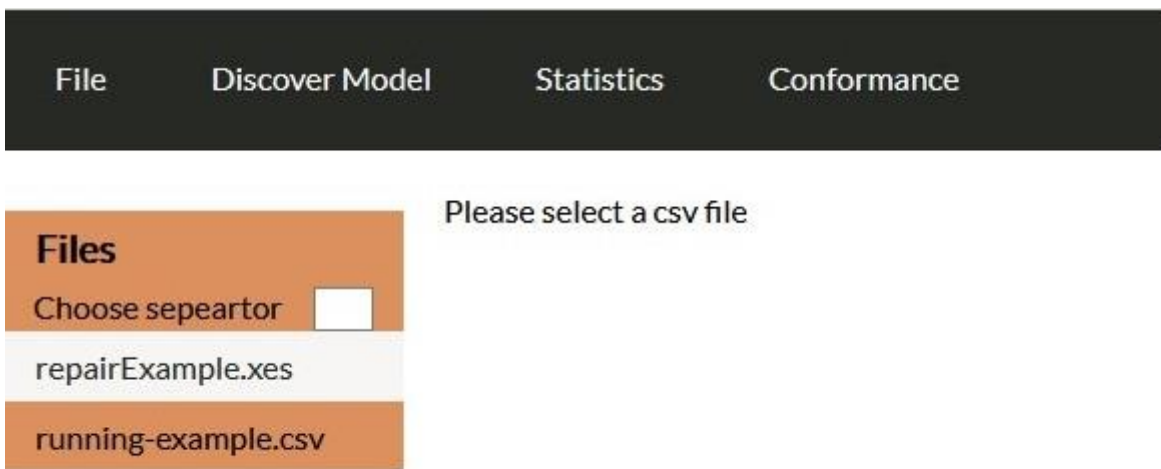 File Discover Model Statistics Conformance
Please select a csv file
Files
Choose sepeartor
repairExample.xes
running-example.csv